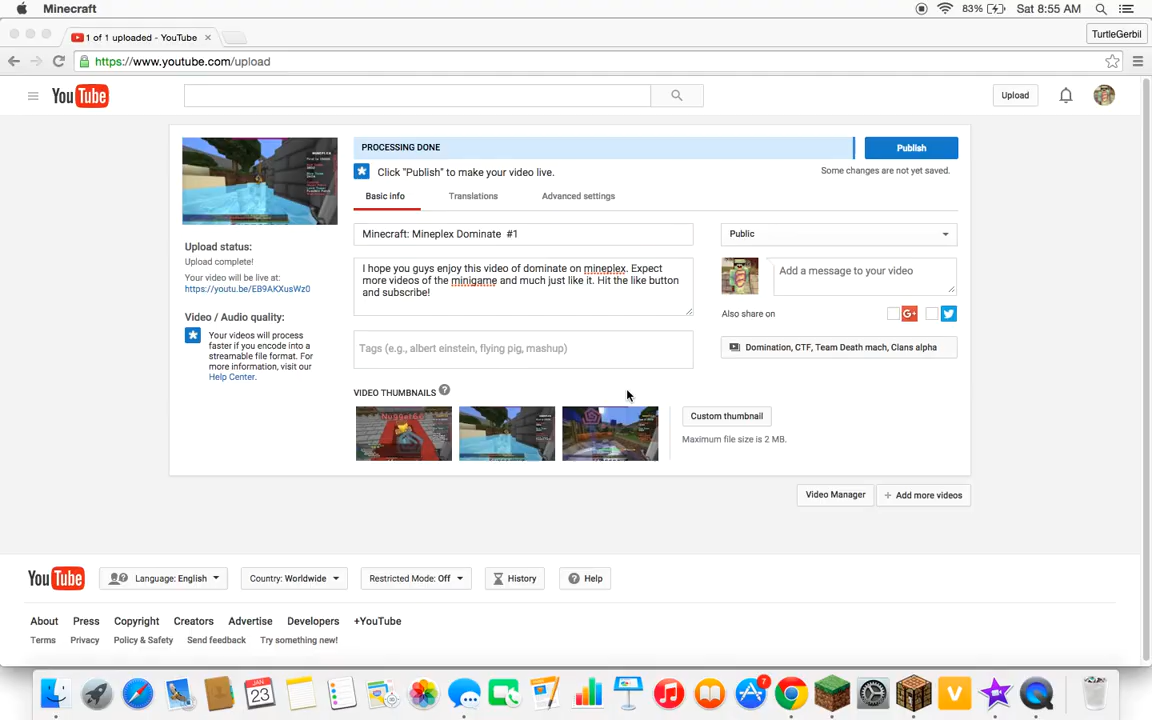 Minecraft
83%
Sat 8:55 AM
1 of 1 uploaded - YouTube
TurtleGerbil
https://www.youtube.com/upload
YouTube
Upload
PROCESSING DONE
Publish
Click "Publish" to make your video live.
Some changes are not yet saved.
Basic info
Translations
Advanced settings
Upload status:
Upload complete!
Your video will be live at:
https://youtu.be/EB9AKXusWz0
Video / Audio quality:
Your videos will process
faster if you encode into a
streamable file format. For
more information, visit our
Help Center.
Minecraft: Mineplex Dominate #1
I hope you guys enjoy this video of dominate on mineplex. Expect
more videos of the minigame and much just like it. Hit the like button
and subscribe!
Tags (e.g., albert einstein, flying pig, mashup)
Public
Add a message to your video
Also share on
G+
Domination, CTF, Team Death mach, Clans alpha
VIDEO THUMBNAILS ?
Nugget66
Custom thumbnail
Maximum file size is 2 MB.
Video Manager
+ Add more videos
YouTube
Language: English
Country: Worldwide
Restricted Mode: Off
History
Help
About
Press
Copyright
Creators
Advertise
Developers
+YouTube
Terms
Privacy
Policy & Safety
Send feedback
Try something new!
JAN
23
7
V